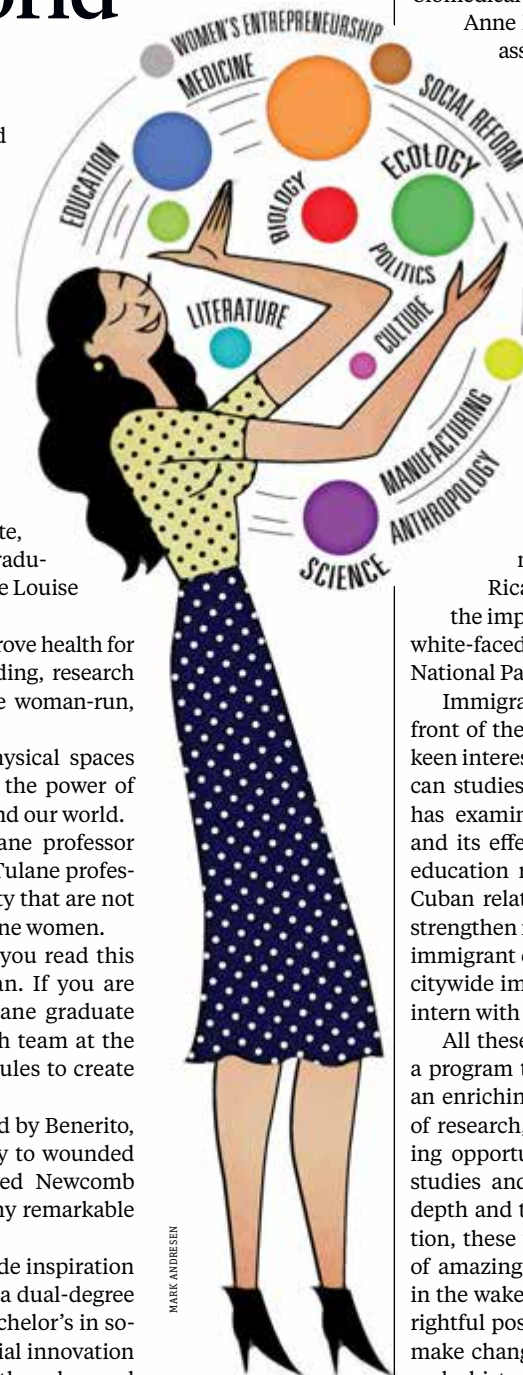 WOMEN'S ENTREPRENEURSHIP
MEDICINE
SOCIAL REFORM
EDUCATION
ECOLOGY
BIOLOGY
POLITICS
LITERATURE
CULTURE
MANUFACTURING
ANTHROPOLOGY
SCIENCE
MARK ANDRESEN
e Louise
rove health for
ding, research
e woman-run,
hysical spaces
the power of
nd our world.
ane professor
Tulane profes-
ty that are not
ne women.
you read this
an. If you are
ane graduate
h team at the
ules to create
d by Benerito,
y to wounded
ed Newcomb
ny remarkable
de inspiration
a dual-degree
chelor's in so-
ial innovation
Anne
ass
Rica
the imp
white-faced
National Pa
Immigra
front of the
keen interes
can studies
has examin
and its effe
education r
Cuban relat
strengthen
immigrant
citywide im
intern with
All these
a program t
an enrichin
of research,
ing opportu
studies and
depth and t
tion, these
of amazing
in the wake
rightful pos
make chang